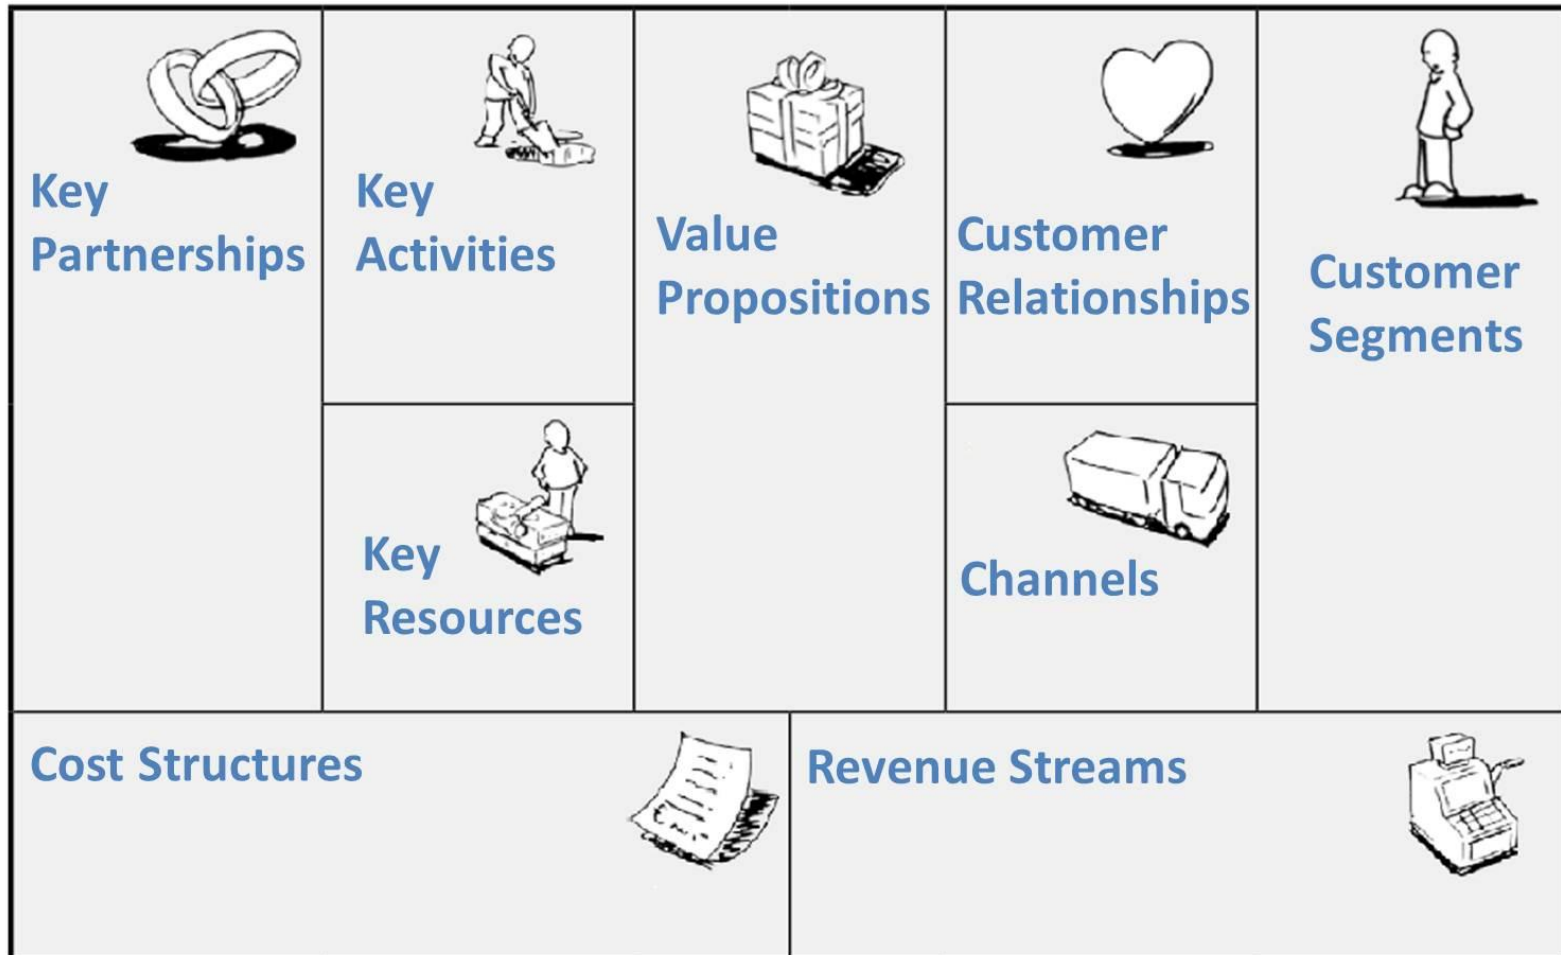 Key
Partnerships
Key
Activities
Key
Resources
Value
Propositions
Customer
Relationships
Channels
Customer
Segments
Cost Structures
Revenue Streams